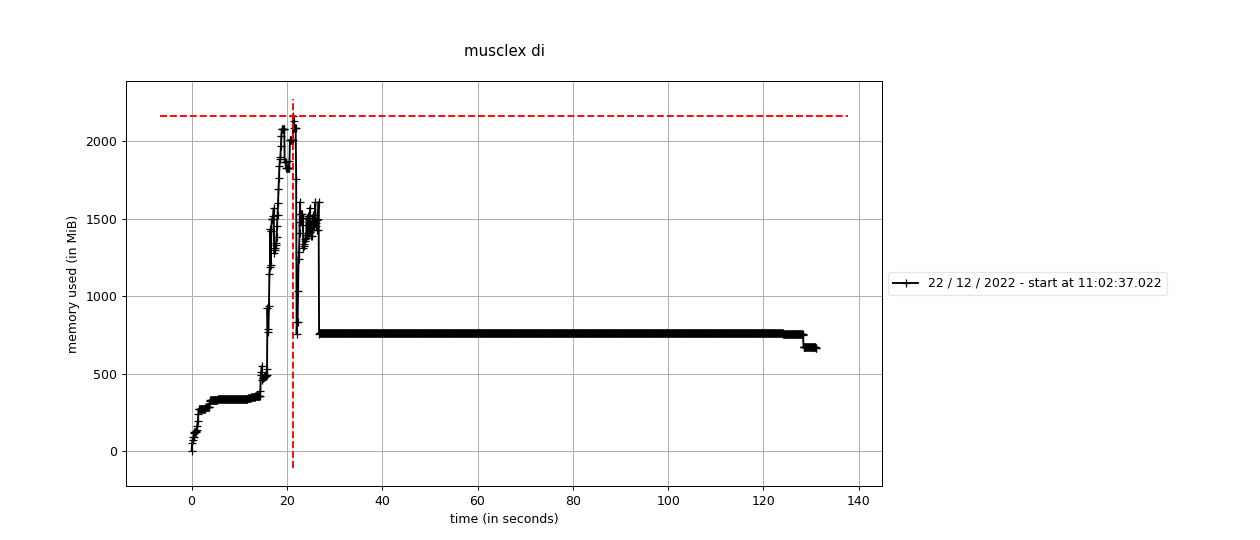 musclex di
memory used (in MiB)
2000
1500
1000
500
0
0 20 40 60 80 100 120 140
time (in seconds)
22 / 12 / 2022 - start at 11:02:37.022